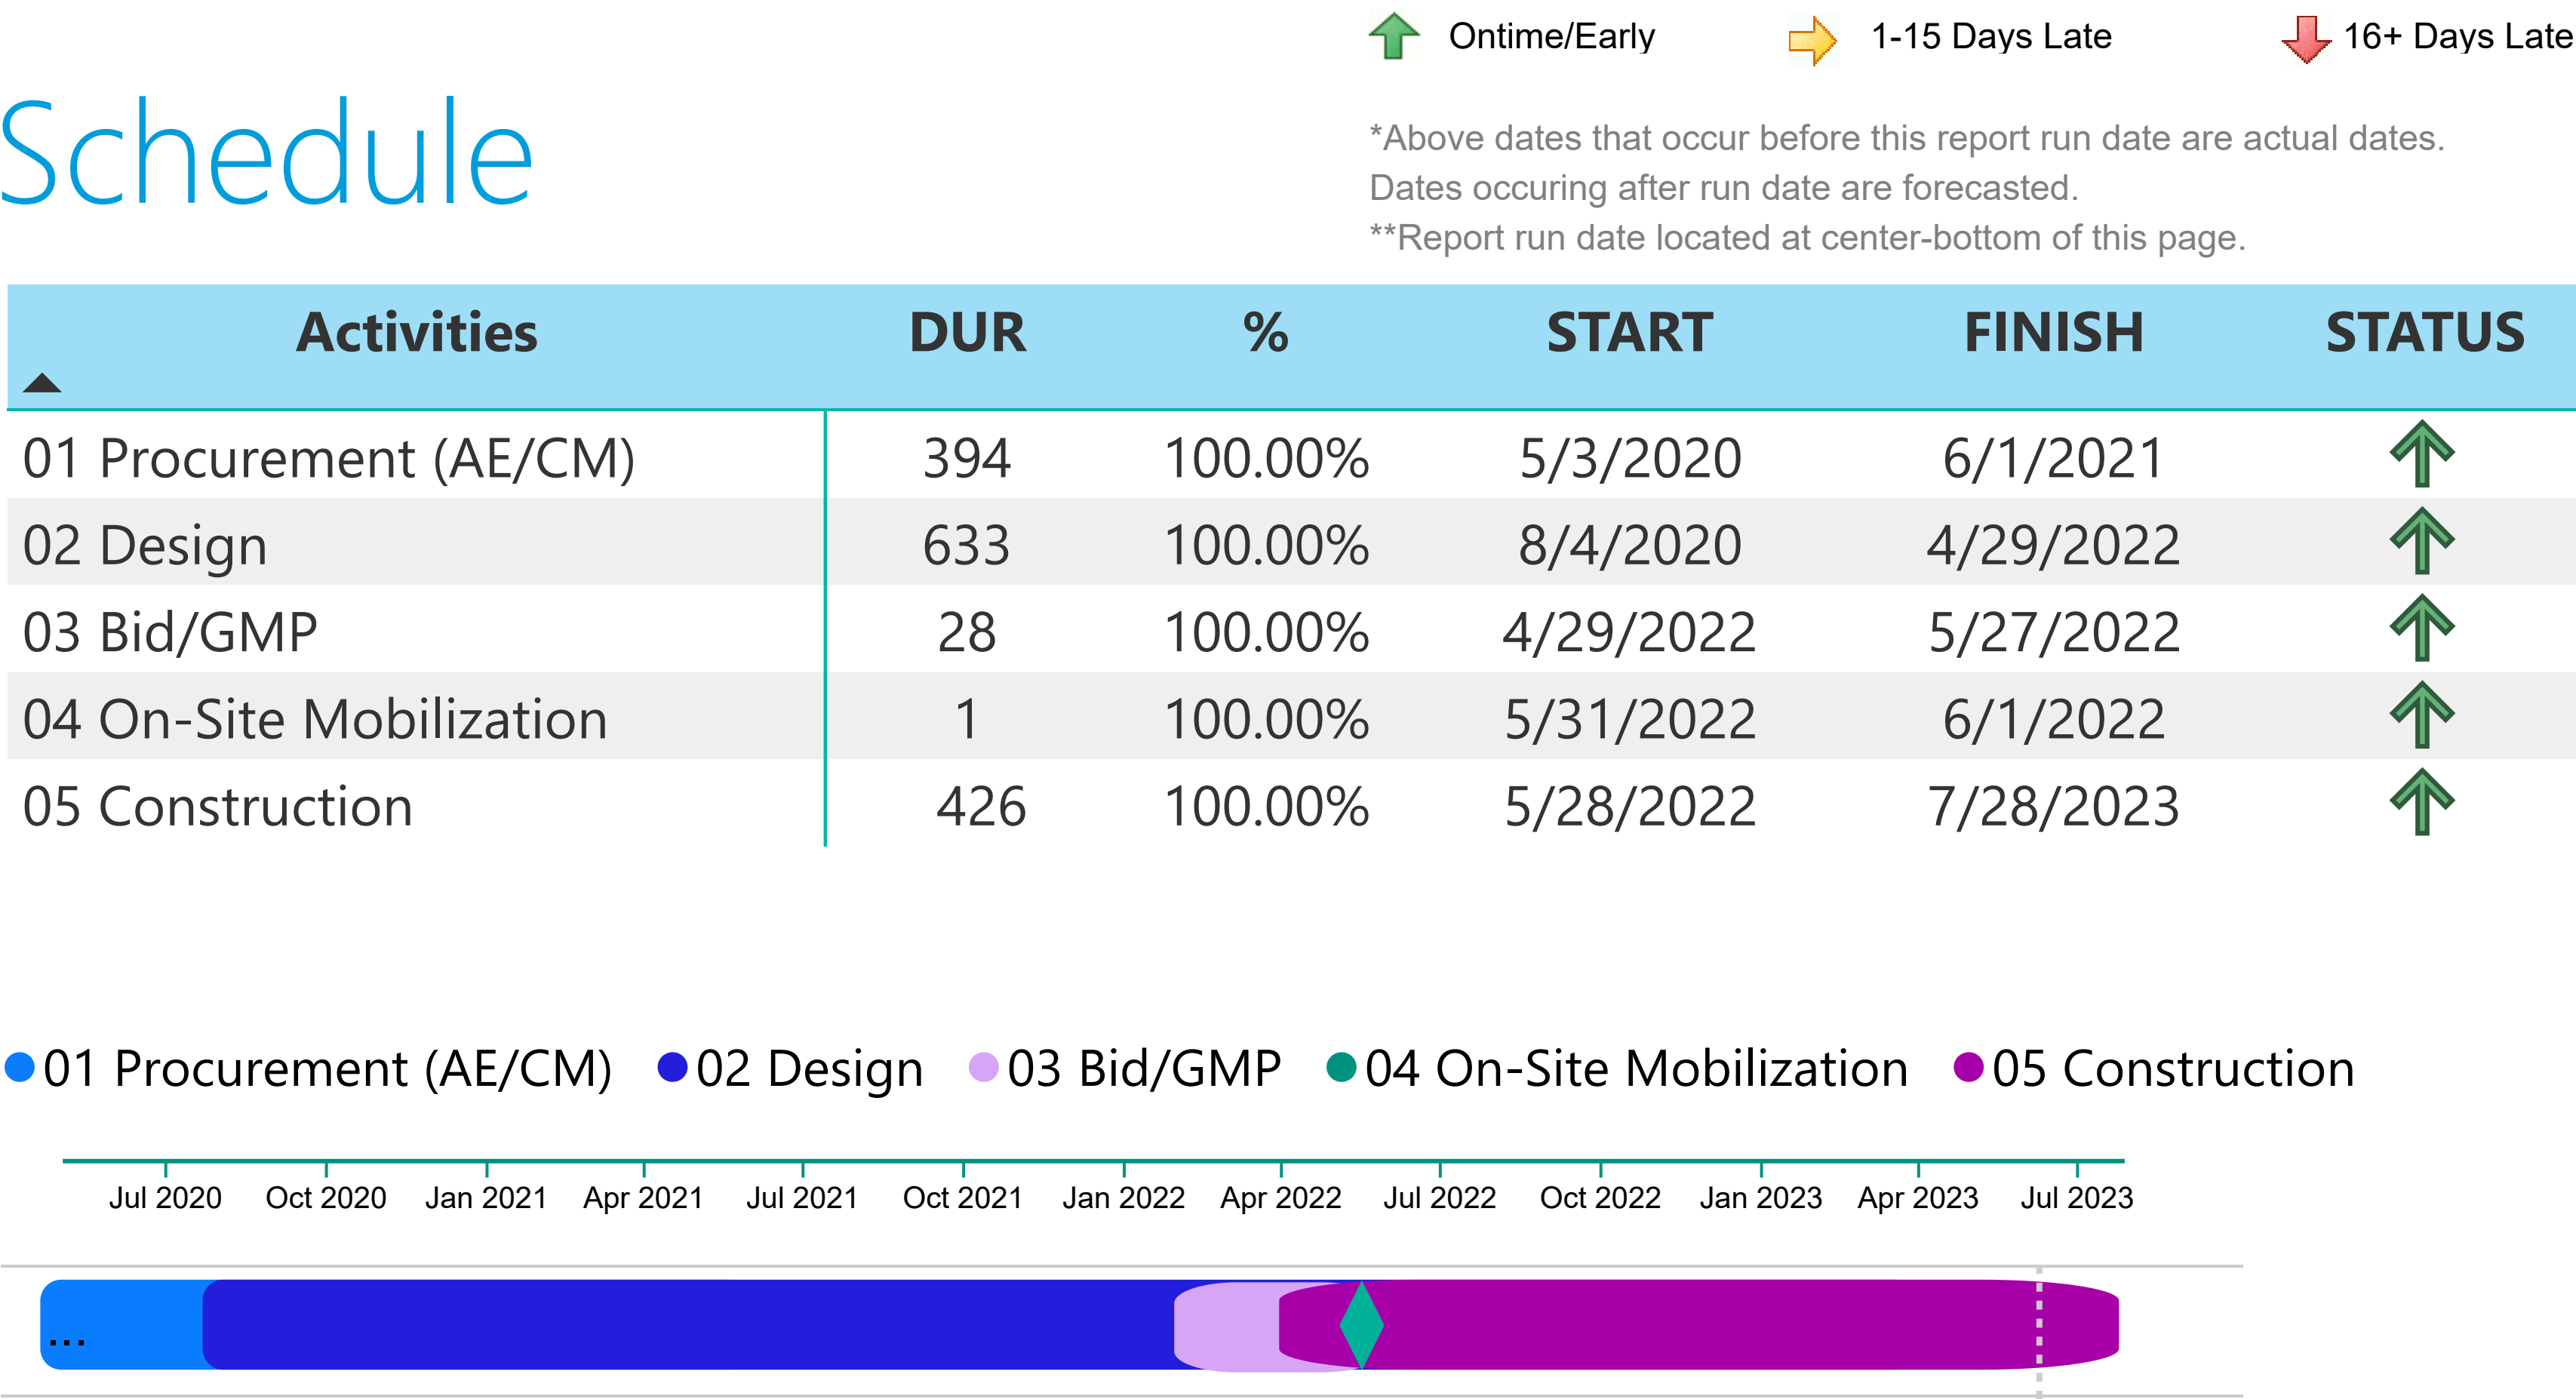 Ontime/Early 1-15 Days Late 16+ Days Late
Schedule
*Above dates that occur before this report run date are actual dates.
Dates occuring after run date are forecasted.
**Report run date located at center-bottom of this page.
Activities DUR % START FINISH STATUS
01 Procurement (AE/CM) 394 100.00% 5/3/2020 6/1/2021
02 Design 633 100.00% 8/4/2020 4/29/2022
03 Bid/GMP 28 100.00% 4/29/2022 5/27/2022
04 On-Site Mobilization 1 100.00% 5/31/2022 6/1/2022
05 Construction 426 100.00% 5/28/2022 7/28/2023
01 Procurement (AE/CM) 02 Design 03 Bid/GMP 04 On-Site Mobilization 05 Construction
Jul 2020 Oct 2020 Jan 2021 Apr 2021 Jul 2021 Oct 2021 Jan 2022 Apr 2022 Jul 2022 Oct 2022 Jan 2023 Apr 2023 Jul 2023
...